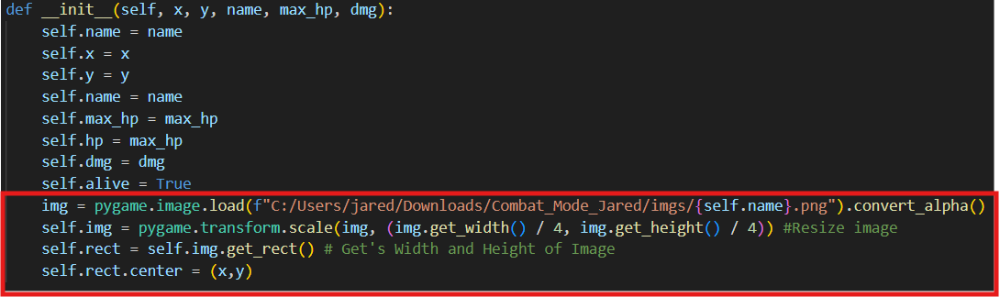 def __init__(self, x, y, name, max_hp, dmg):
    self.name = name
    self.x = x
    self.y = y
    self.name = name
    self.max_hp = max_hp
    self.hp = max_hp
    self.dmg = dmg
    self.alive = True
    img = pygame.image.load(f"C:/Users/jared/Downloads/Combat_Mode_Jared/imgs/{self.name}.png").convert_alpha()
    self.img = pygame.transform.scale(img, (img.get_width() / 4, img.get_height() / 4)) #Resize image
    self.rect = self.img.get_rect() # Get's Width and Height of Image
    self.rect.center = (x,y)